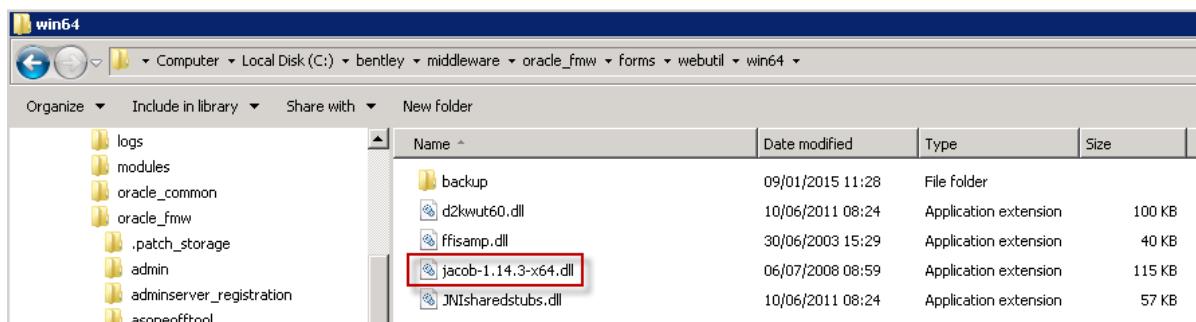 win64
Computer Local Disk (C:) bentley middleware oracle_fmw forms webutil win64
Organize Include in library Share with New folder
logs
modules
oracle_common
oracle_fmw
.patch_storage
admin
adminserver_registration
asoneofftool
Name Date modified Type Size
backup 09/01/2015 11:28 File folder
d2kwut60.dll 10/06/2011 08:24 Application extension 100 KB
ffisamp.dll 30/06/2003 15:29 Application extension 40 KB
jacob-1.14.3-x64.dll 06/07/2008 08:59 Application extension 115 KB
JNIsharedstubs.dll 10/06/2011 08:24 Application extension 57 KB